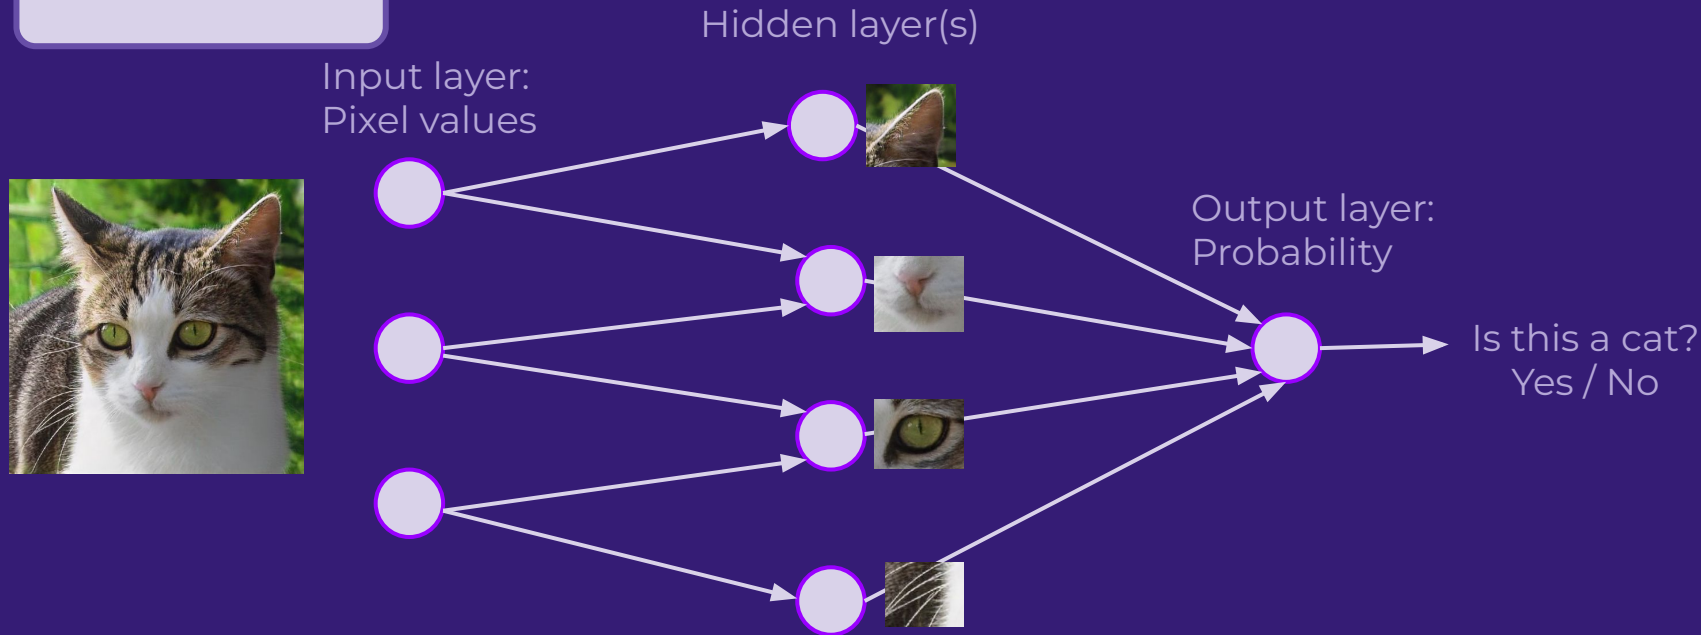 Hidden layer(s)
Input layer:
Pixel values
Output layer:
Probability
Is this a cat?
Yes / No